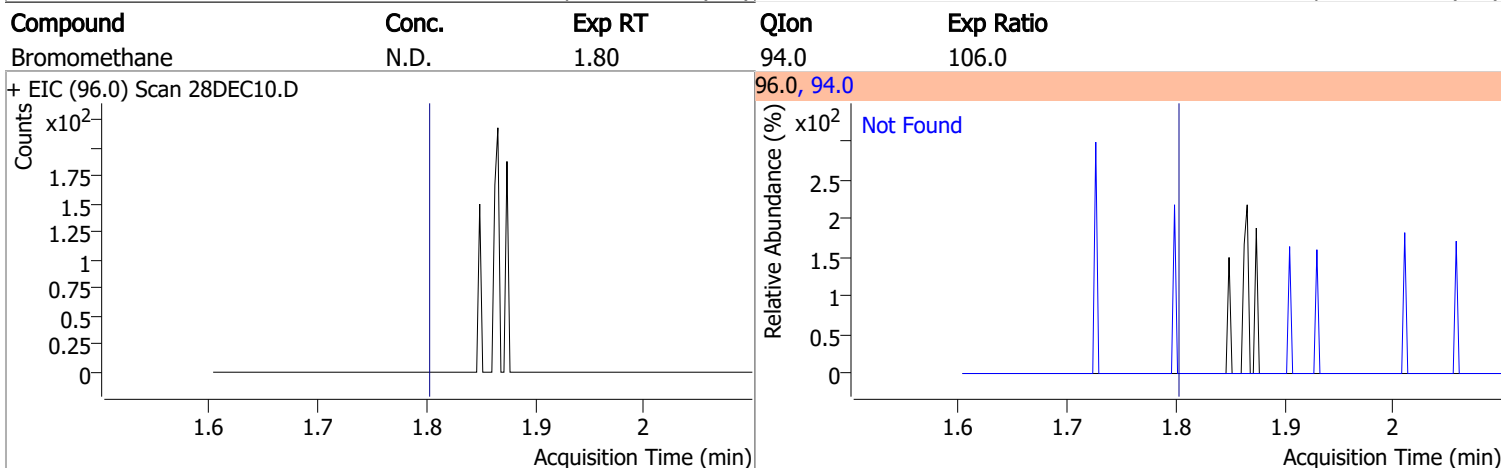 Compound Conc. Exp RT QIon Exp Ratio
Bromomethane N.D. 1.80 94.0 106.0
+ EIC (96.0) Scan 28DEC10.D
Counts
x10²
1.75
1.5
1.25
1
0.75
0.5
0.25
0
1.6 1.7 1.8 1.9 2
Acquisition Time (min)
96.0, 94.0
Relative Abundance (%)
x10²
Not Found
2.5
2
1.5
1
0.5
0
1.6 1.7 1.8 1.9 2
Acquisition Time (min)